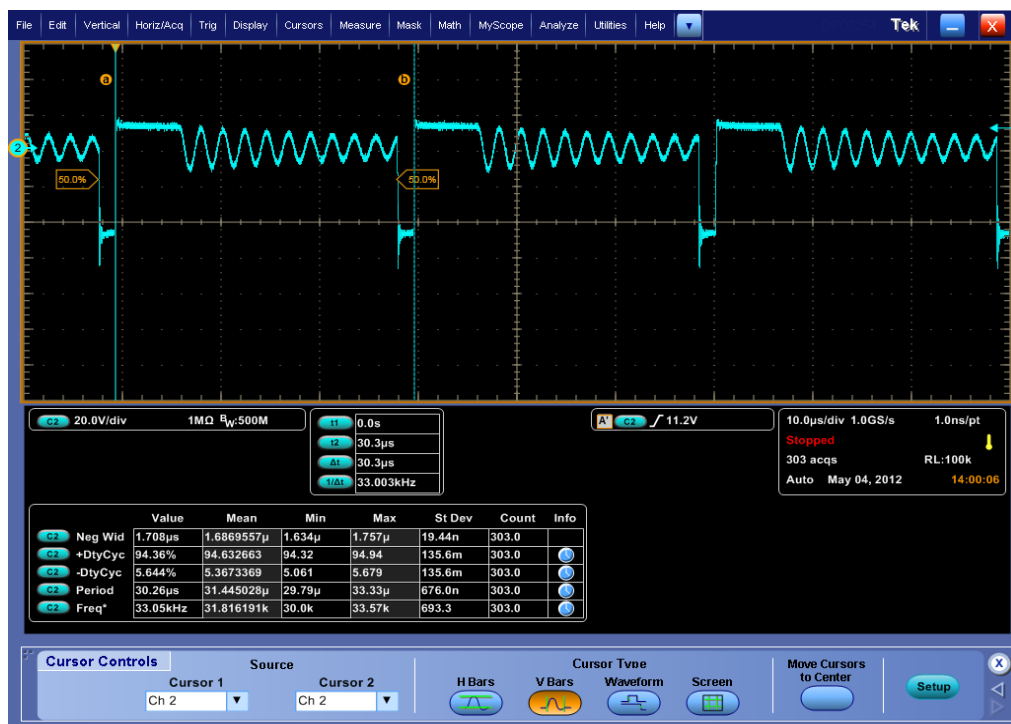 File Edit Vertical Horiz/Acq Trig Display Cursors Measure Mask Math MyScope Analyze Utilities Help Tek X
a b
2
50.0% 50.0%
C2 20.0V/div 1MΩ BW:500M
t1 0.0s
t2 30.3µs
Δt 30.3µs
1/Δt 33.003kHz
A' C2 11.2V
10.0µs/div 1.0GS/s 1.0ns/pt
Stopped
303 acqs RL:100k
Auto May 04, 2012 14:00:06
Value Mean Min Max St Dev Count Info
C2 Neg Wid 1.708µs 1.6869557µ 1.634µ 1.757µ 19.44n 303.0
C2 +DtyCyc 94.36% 94.632663 94.32 94.94 135.6m 303.0
C2 -DtyCyc 5.644% 5.3673369 5.061 5.679 135.6m 303.0
C2 Period 30.26µs 31.445028µ 29.79µ 33.33µ 676.0n 303.0
C2 Freq* 33.05kHz 31.816191k 30.0k 33.57k 693.3 303.0
Cursor Controls
Source
Cursor 1 Cursor 2
Ch 2 Ch 2
Cursor Type
H Bars V Bars Waveform Screen
Move Cursors
to Center
Setup
X